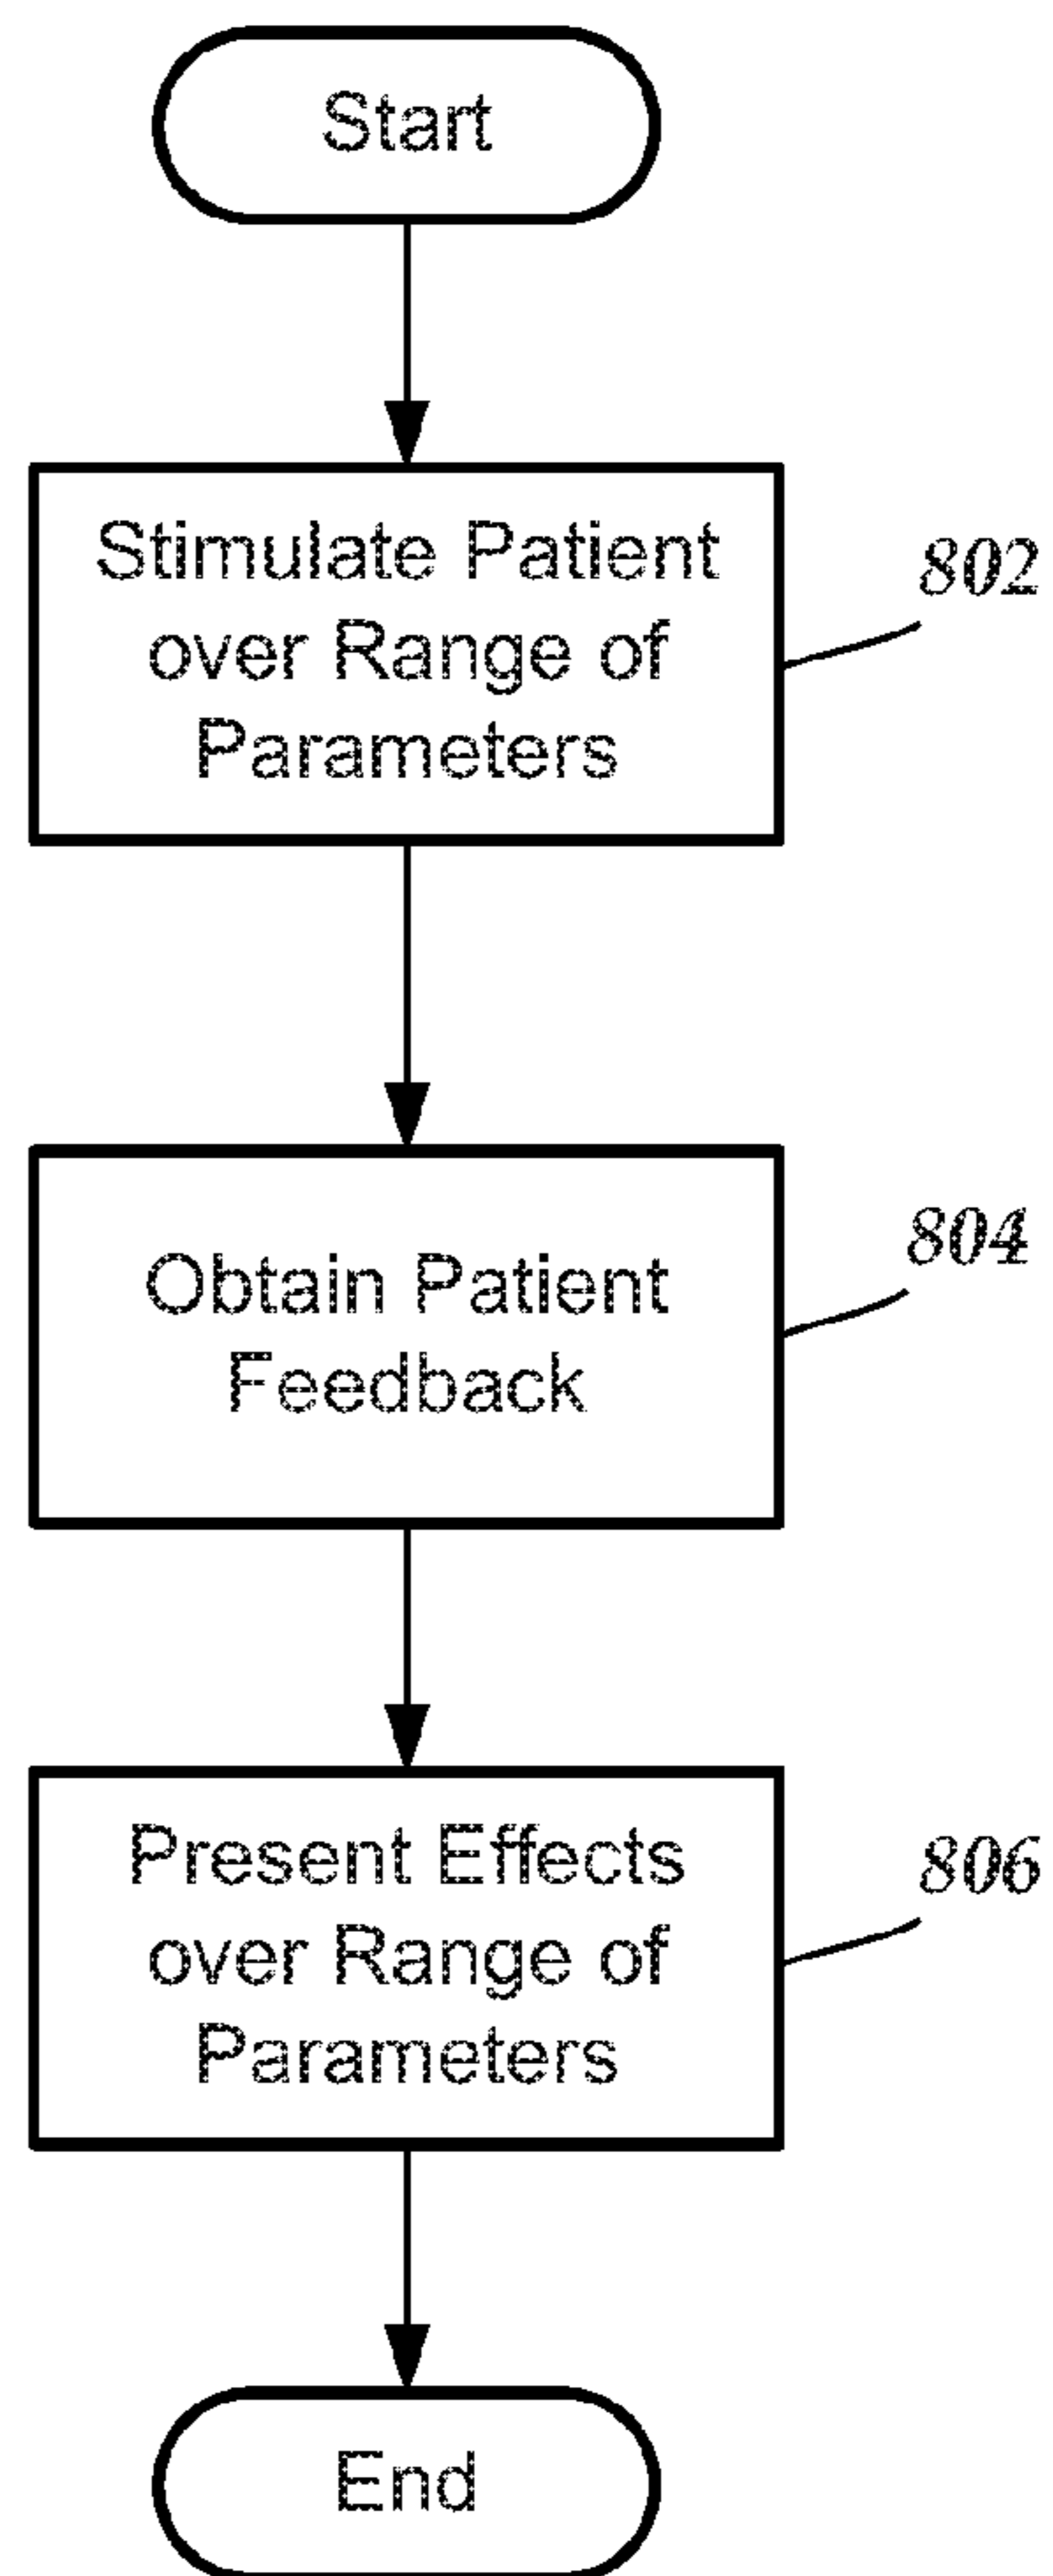 Start
Stimulate Patient
over Range of
Parameters
802
Obtain Patient
Feedback
804
Present Effects
over Range of
Parameters
806
End